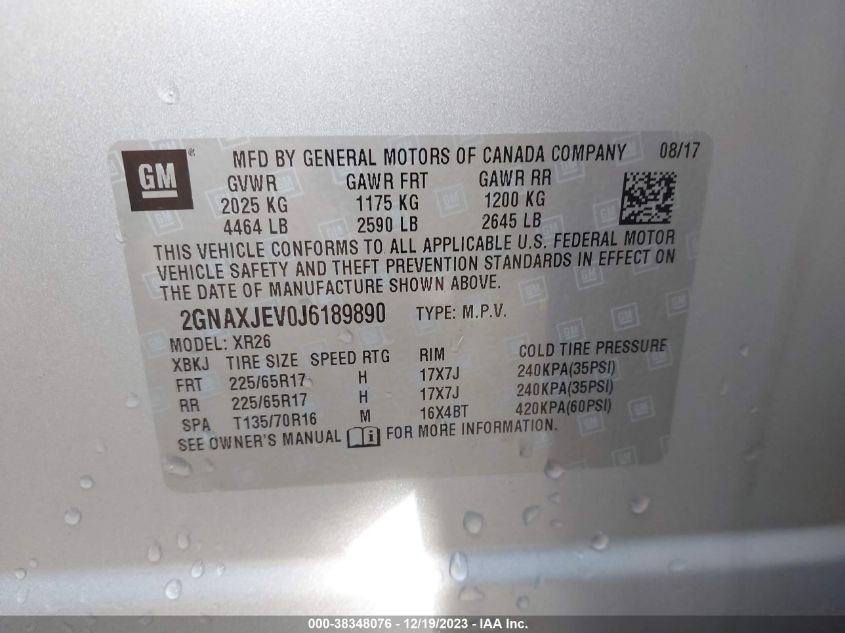 GM ® MFD BY GENERAL MOTORS OF CANADA COMPANY 08/17
GVWR GAWR FRT GAWR RR
2025 KG 1175 KG 1200 KG
4464 LB 2590 LB 2645 LB
THIS VEHICLE CONFORMS TO ALL APPLICABLE U.S. FEDERAL MOTOR
VEHICLE SAFETY AND THEFT PREVENTION STANDARDS IN EFFECT ON
THE DATE OF MANUFACTURE SHOWN ABOVE.
2GNAXJEV0J6189890 TYPE: M.P.V.
MODEL: XR26
XBKJ TIRE SIZE SPEED RTG RIM COLD TIRE PRESSURE
FRT 225/65R17 H 17X7J 240KPA(35PSI)
RR 225/65R17 H 17X7J 240KPA(35PSI)
SPA T135/70R16 M 16X4BT 420KPA(60PSI)
SEE OWNER'S MANUAL i FOR MORE INFORMATION.
000-38348076 - 12/19/2023 - IAA Inc.